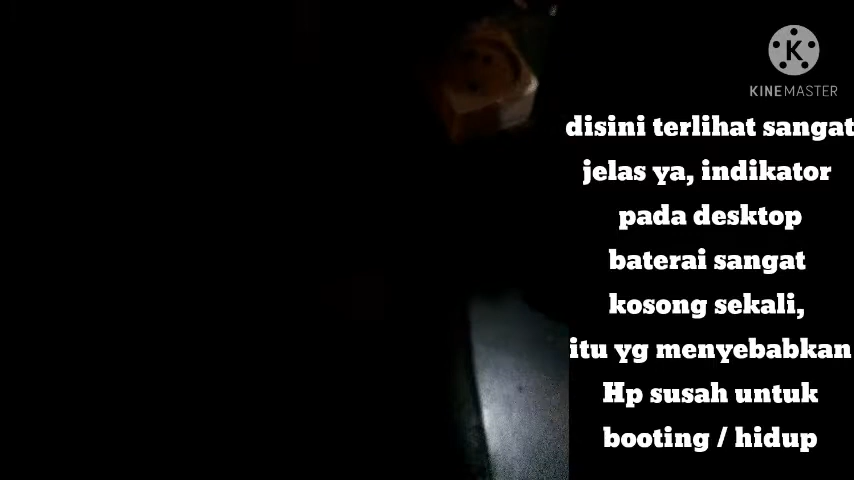 KINEMASTER
disini terlihat sangat
jelas ya, indikator
pada desktop
baterai sangat
kosong sekali,
itu yg menyebabkan
Hp susah untuk
booting / hidup